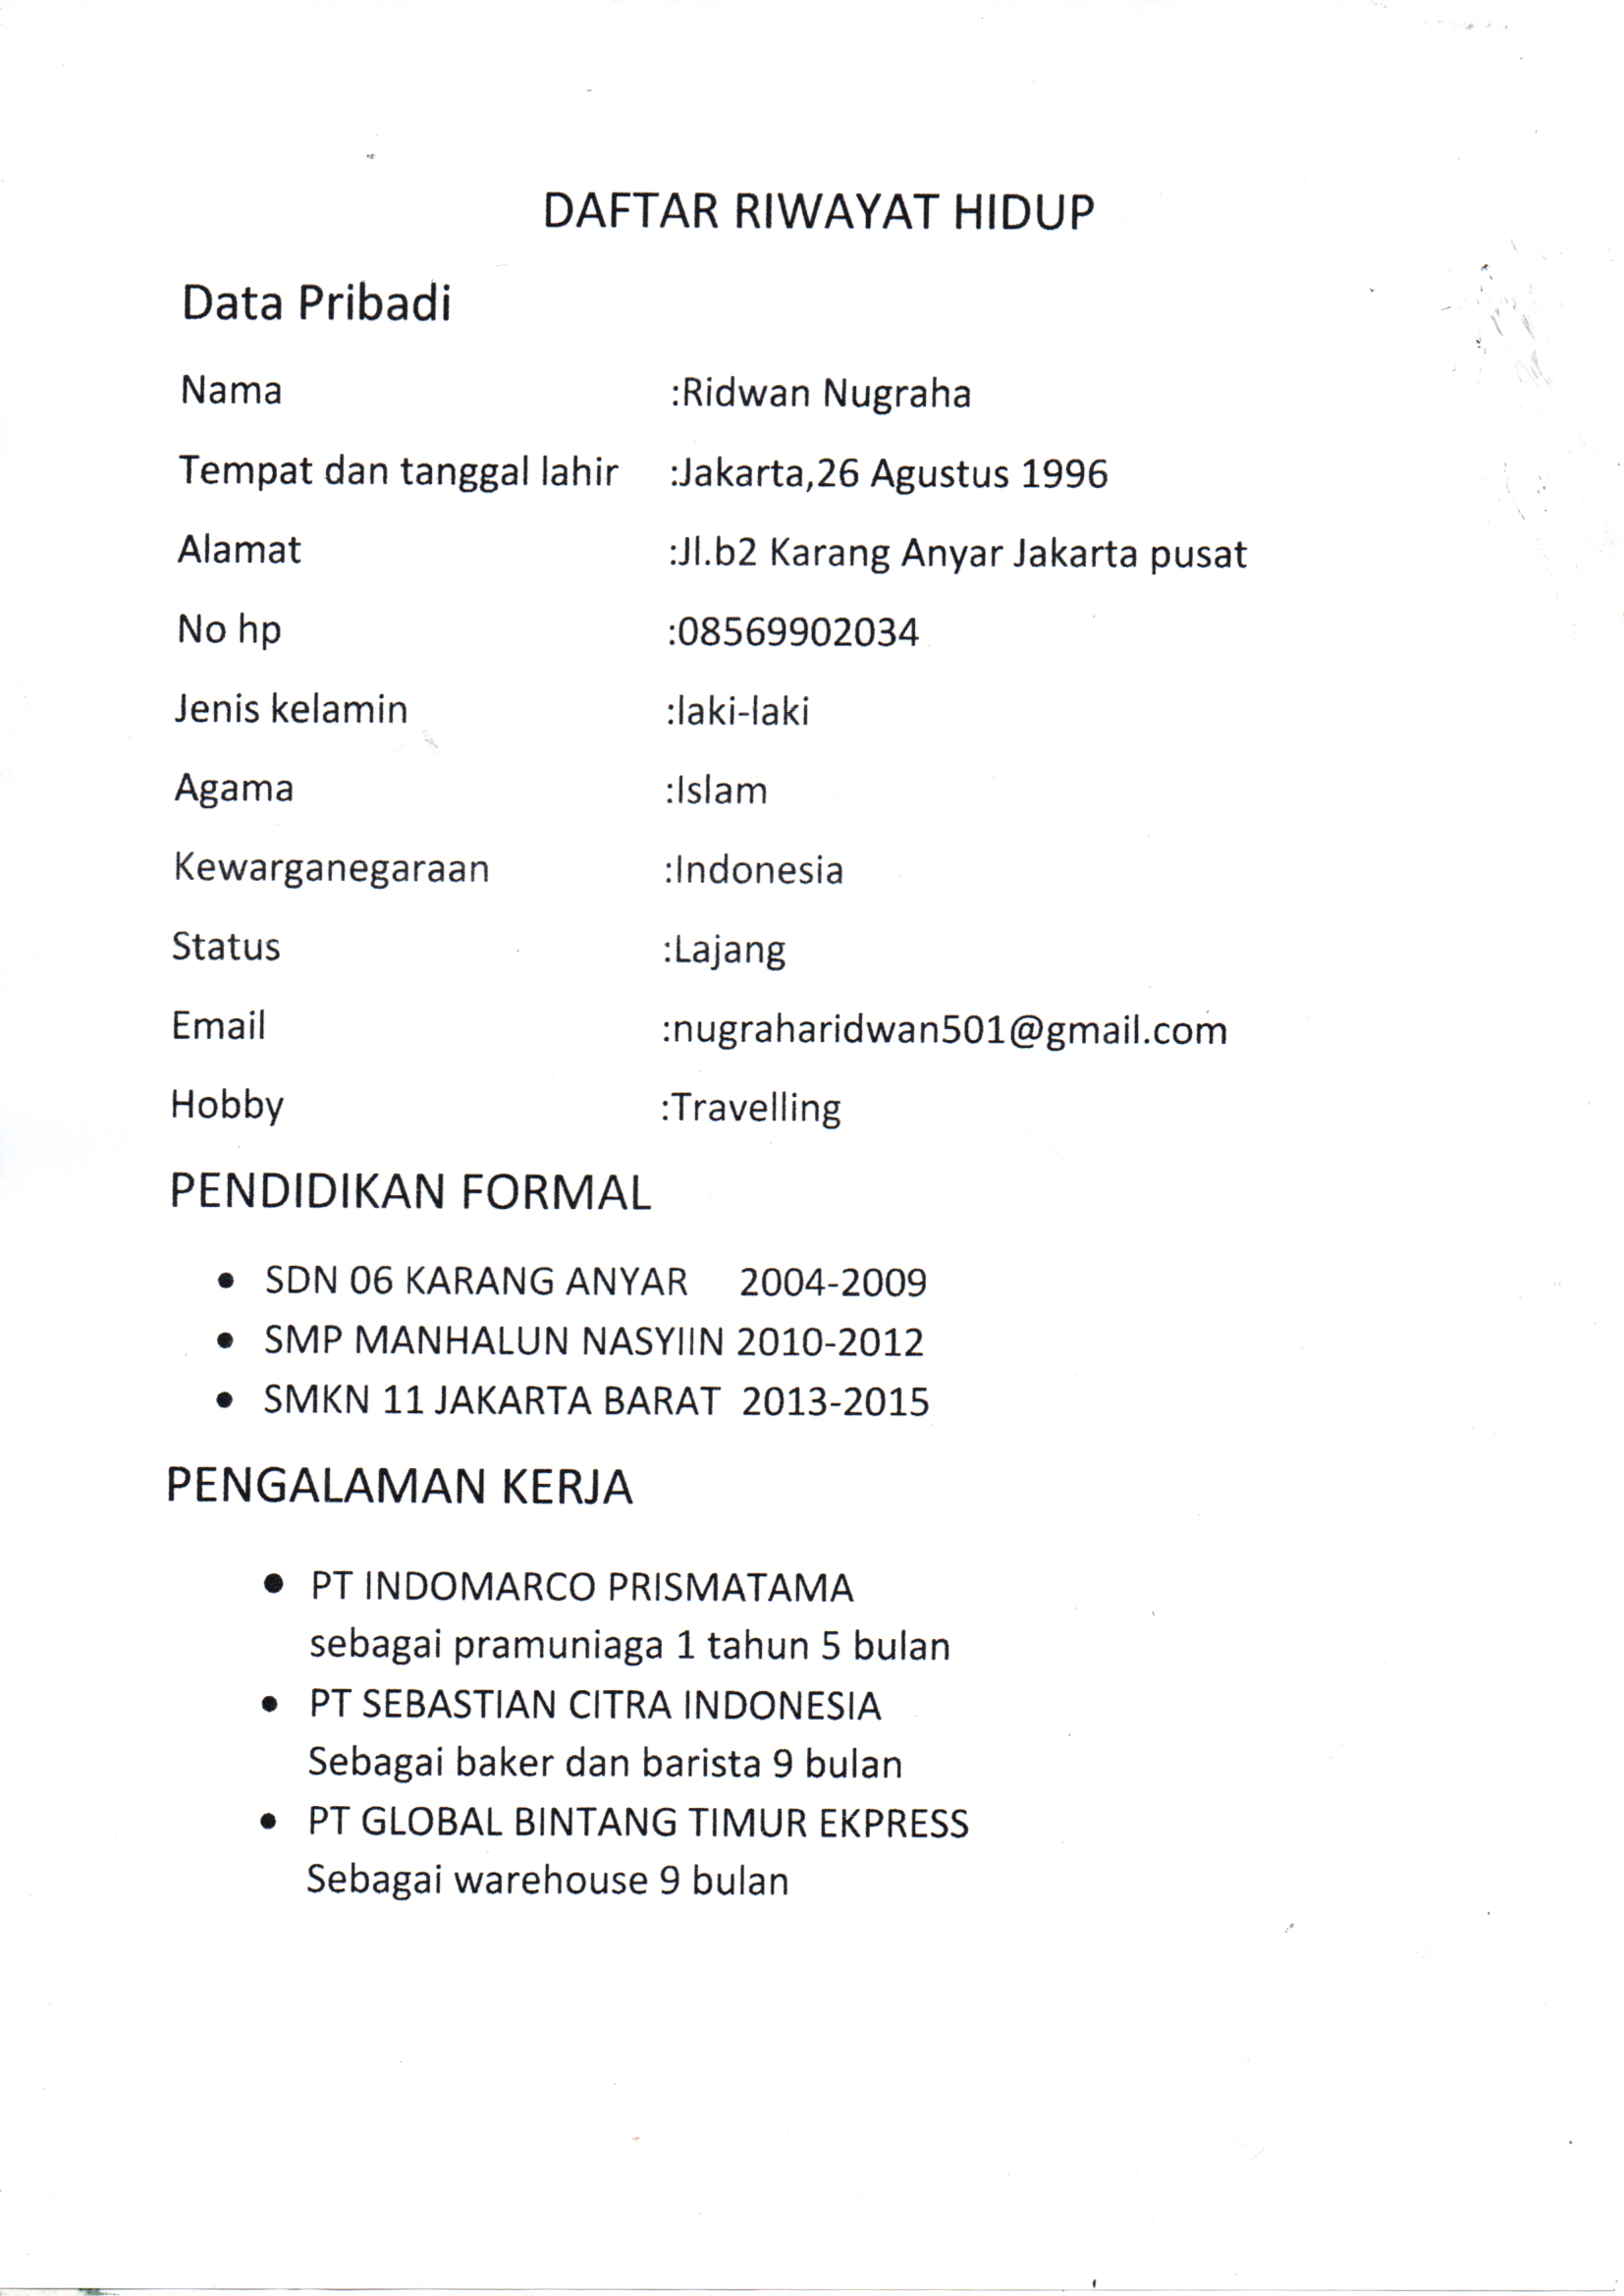 DAFTAR RIWAYAT HIDUP
Data Pribadi
Nama :Ridwan Nugraha
Tempat dan tanggal lahir :Jakarta,26 Agustus 1996
Alamat :Jl.b2 Karang Anyar Jakarta pusat
No hp :08569902034
Jenis kelamin :laki-laki
Agama :Islam
Kewarganegaraan :Indonesia
Status :Lajang
Email :nugraharidwan501@gmail.com
Hobby :Travelling
PENDIDIKAN FORMAL
• SDN 06 KARANG ANYAR 2004-2009
• SMP MANHALUN NASYIIN 2010-2012
• SMKN 11 JAKARTA BARAT 2013-2015
PENGALAMAN KERJA
• PT INDOMARCO PRISMATAMA
sebagai pramuniaga 1 tahun 5 bulan
• PT SEBASTIAN CITRA INDONESIA
Sebagai baker dan barista 9 bulan
• PT GLOBAL BINTANG TIMUR EKPRESS
Sebagai warehouse 9 bulan